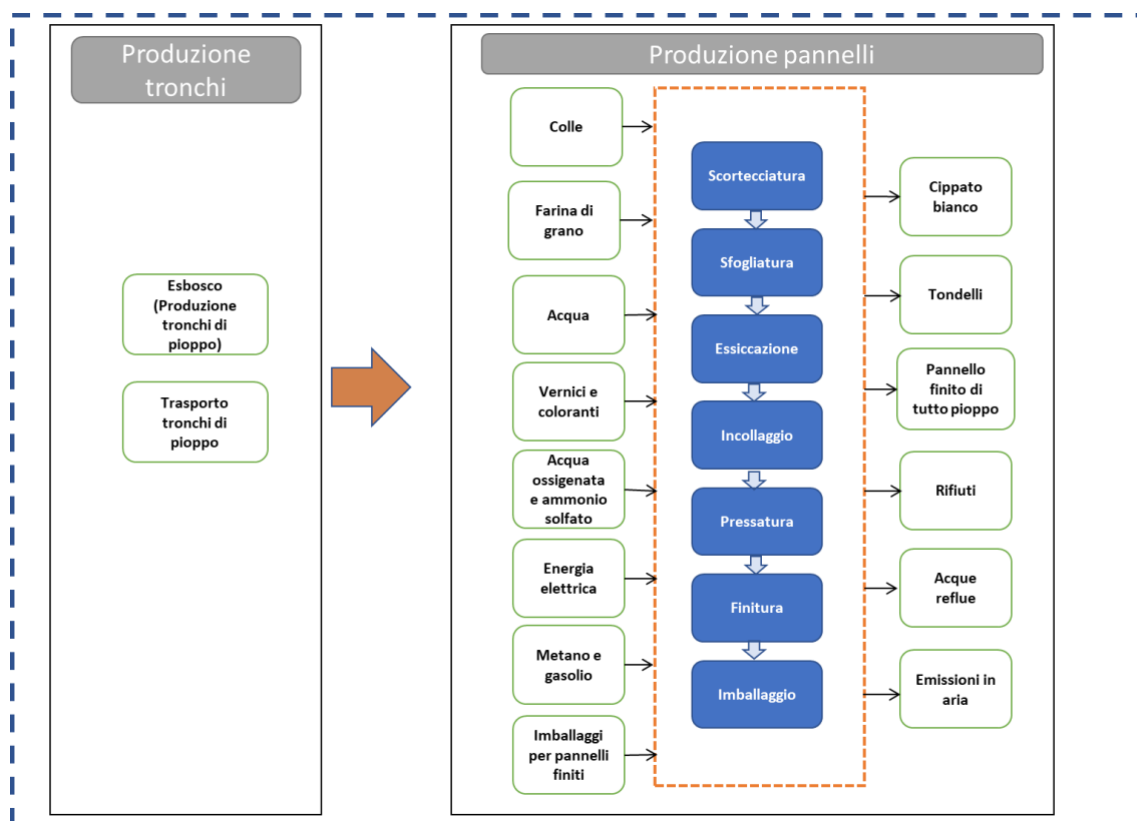 Produzione
tronchi
Esbosco
(Produzione
tronchi di
pioppo)
Trasporto
tronchi di
pioppo
Produzione pannelli
Colle
Farina di
grano
Acqua
Vernici e
coloranti
Acqua
ossigenata
e ammonio
solfato
Energia
elettrica
Metano e
gasolio
Imballaggi
per pannelli
finiti
Scortecciatura
Sfogliatura
Essiccazione
Incollaggio
Pressatura
Finitura
Imballaggio
Cippato
bianco
Tondelli
Pannello
finito di
tutto pioppo
Rifiuti
Acque
reflue
Emissioni in
aria